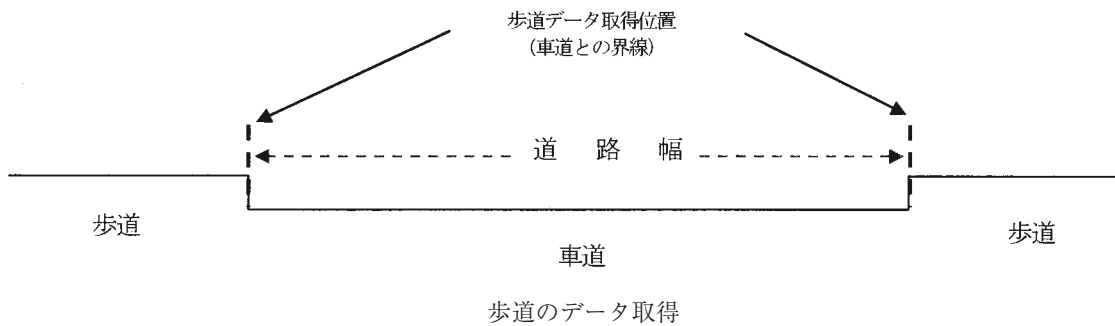 歩道データ取得位置
(車道との界線)
道 路 幅
歩道
歩道
車道
歩道のデータ取得